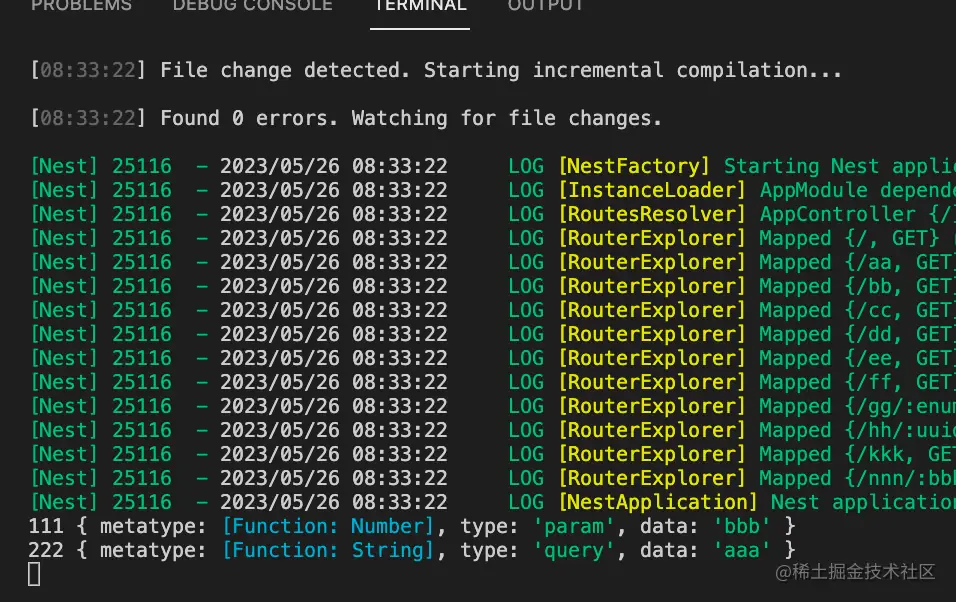 PROBLEMS DEBUG CONSOLE TERMINAL OUTPUT
[08:33:22] File change detected. Starting incremental compilation...
[08:33:22] Found 0 errors. Watching for file changes.
[Nest] 25116 - 2023/05/26 08:33:22 LOG [NestFactory] Starting Nest appli
[Nest] 25116 - 2023/05/26 08:33:22 LOG [InstanceLoader] AppModule depende
[Nest] 25116 - 2023/05/26 08:33:22 LOG [RoutesResolver] AppController {/}
[Nest] 25116 - 2023/05/26 08:33:22 LOG [RouterExplorer] Mapped {/, GET}
[Nest] 25116 - 2023/05/26 08:33:22 LOG [RouterExplorer] Mapped {/aa, GET
[Nest] 25116 - 2023/05/26 08:33:22 LOG [RouterExplorer] Mapped {/bb, GET
[Nest] 25116 - 2023/05/26 08:33:22 LOG [RouterExplorer] Mapped {/cc, GET
[Nest] 25116 - 2023/05/26 08:33:22 LOG [RouterExplorer] Mapped {/dd, GET
[Nest] 25116 - 2023/05/26 08:33:22 LOG [RouterExplorer] Mapped {/ee, GET
[Nest] 25116 - 2023/05/26 08:33:22 LOG [RouterExplorer] Mapped {/ff, GET
[Nest] 25116 - 2023/05/26 08:33:22 LOG [RouterExplorer] Mapped {/gg/:enum
[Nest] 25116 - 2023/05/26 08:33:22 LOG [RouterExplorer] Mapped {/hh/:uuid
[Nest] 25116 - 2023/05/26 08:33:22 LOG [RouterExplorer] Mapped {/kkk, GE
[Nest] 25116 - 2023/05/26 08:33:22 LOG [RouterExplorer] Mapped {/nnn/:bbb
[Nest] 25116 - 2023/05/26 08:33:22 LOG [NestApplication] Nest application
111 { metatype: [Function: Number], type: 'param', data: 'bbb' }
222 { metatype: [Function: String], type: 'query', data: 'aaa' }
@稀土掘金技术社区